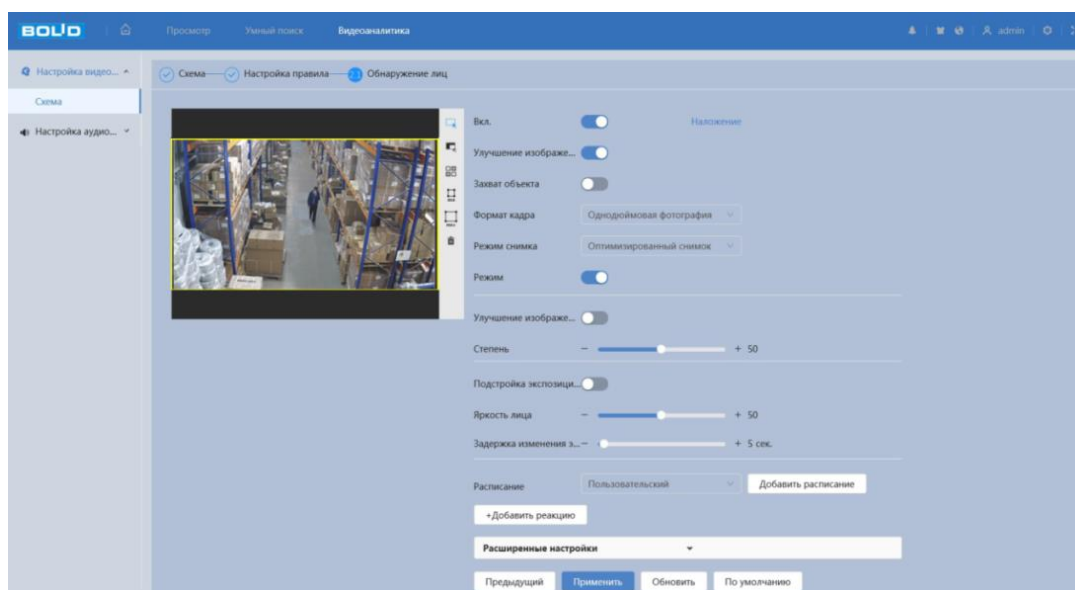 BOLID
Просмотр Умный поиск Видеоаналитика admin
Настройка видео... Схема Настройка правила 2.1 Обнаружение лиц
Схема
Настройка аудио...
Вкл. Наложение
Улучшение изображе...
Захват объекта
Формат кадра Однодюймовая фотография
Режим снимка Оптимизированный снимок
Режим
Улучшение изображе...
Степень − + 50
Подстройка экспозици...
Яркость лица − + 50
Задержка изменения э... − + 5 сек.
Расписание Пользовательский Добавить расписание
+Добавить реакцию
Расширенные настройки
Предыдущий Применить Обновить По умолчанию